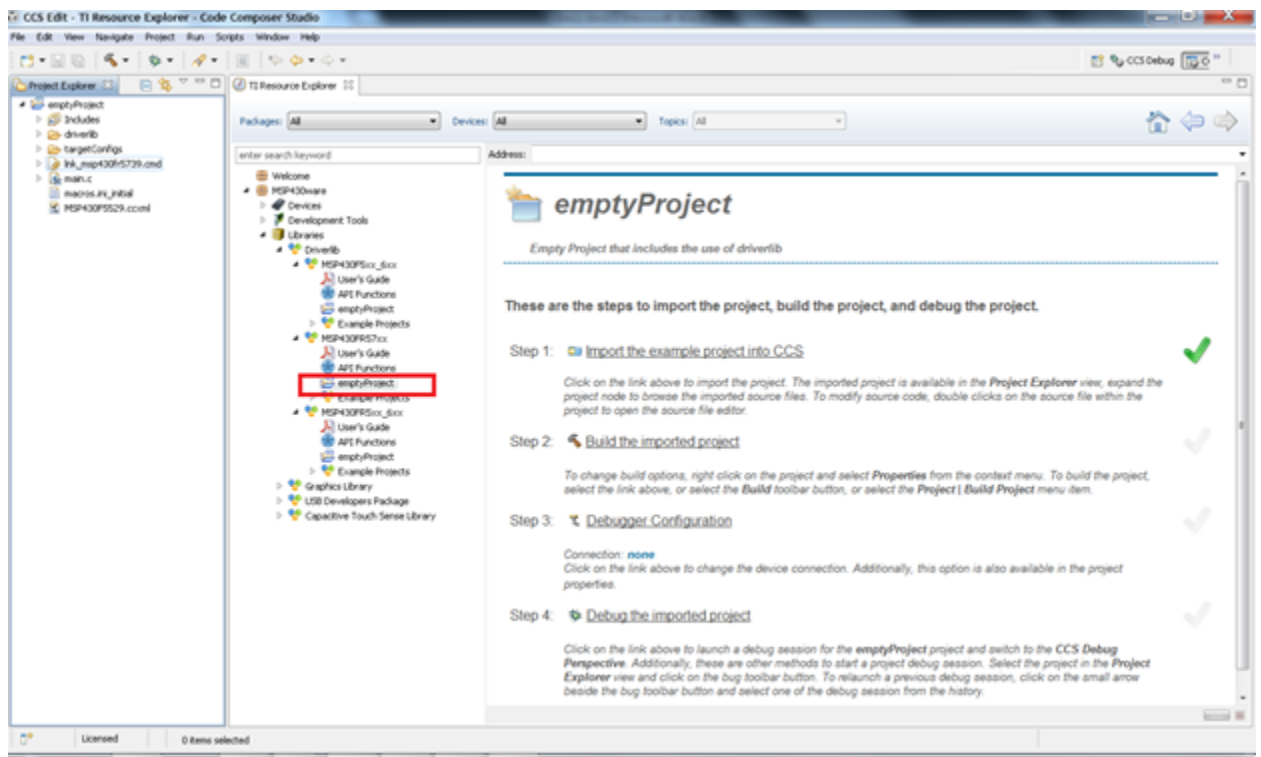 CCS Edit - TI Resource Explorer - Code Composer Studio
File Edit View Navigate Project Run Scripts Window Help
CCS Debug
Project Explorer
TI Resource Explorer
emptyProject
Includes
driverlib
targetConfigs
lnk_msp430fr5739.cmd
main.c
macros.ini_initial
MSP430F5529.ccxml
Packages: All
Devices: All
Topics: All
enter search keyword
Address:
Welcome
MSP430ware
Devices
Development Tools
Libraries
Driverlib
MSP430F5xx_6xx
User's Guide
API Functions
emptyProject
Example Projects
MSP430FR57xx
User's Guide
API Functions
emptyProject
Example Projects
MSP430FR5xx_6xx
User's Guide
API Functions
emptyProject
Example Projects
Graphics Library
USB Developers Package
Capacitive Touch Sense Library
emptyProject
Empty Project that includes the use of driverlib
These are the steps to import the project, build the project, and debug the project.
Step 1: Import the example project into CCS
Click on the link above to import the project. The imported project is available in the Project Explorer view, expand the
project node to browse the imported source files. To modify source code, double clicks on the source file within the
project to open the source file editor.
Step 2: Build the imported project
To change build options, right click on the project and select Properties from the context menu. To build the project,
select the link above, or select the Build toolbar button, or select the Project | Build Project menu item.
Step 3: Debugger Configuration
Connection: none
Click on the link above to change the device connection. Additionally, this option is also available in the project
properties.
Step 4: Debug the imported project
Click on the link above to launch a debug session for the emptyProject project and switch to the CCS Debug
Perspective. Additionally, these are other methods to start a project debug session. Select the project in the Project
Explorer view and click on the bug toolbar button. To relaunch a previous debug session, click on the small arrow
beside the bug toolbar button and select one of the debug session from the history.
Licensed
0 items selected